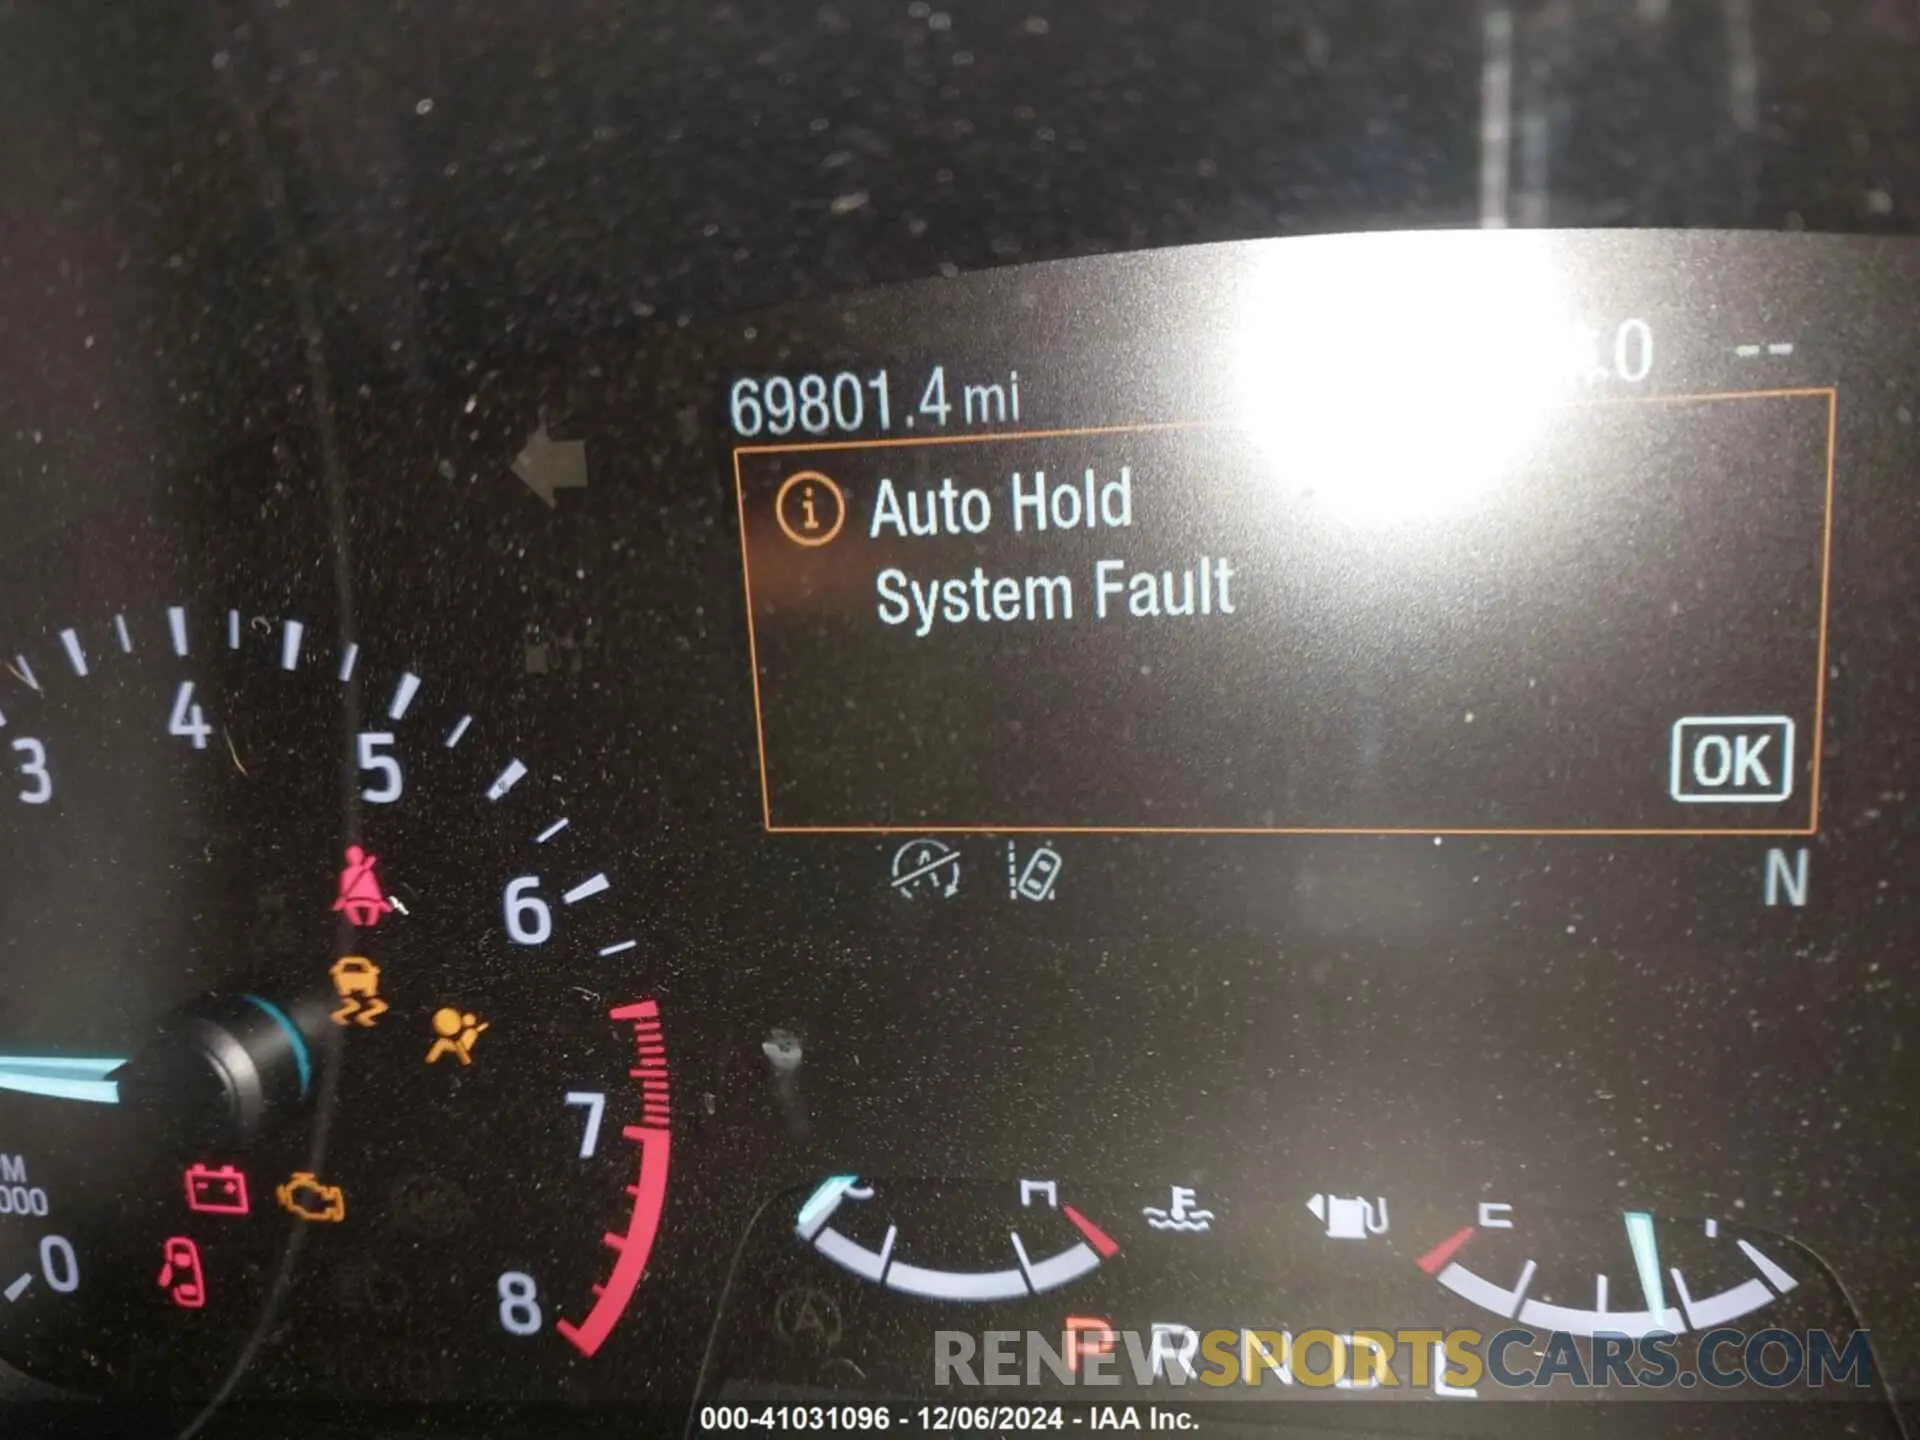 69801.4 mi
--
Auto Hold
System Fault
OK
N
3
4
5
6
7
8
0
P R N D L
RENEWSPORTSCARS.COM
000-41031096 - 12/06/2024 - IAA Inc.